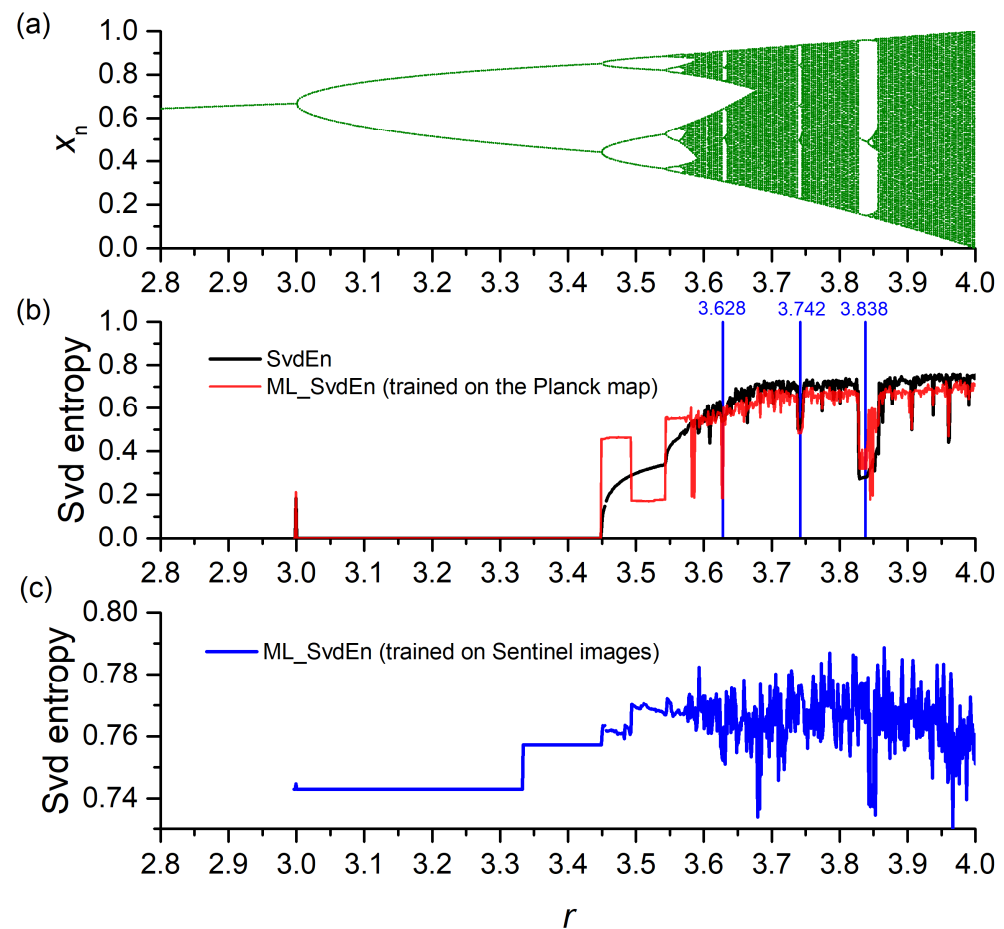 (a)
1.0
0.8
0.6
0.4
0.2
0.0
xn
2.8 2.9 3.0 3.1 3.2 3.3 3.4 3.5 3.6 3.7 3.8 3.9 4.0
(b)
3.628 3.742 3.838
1.0
0.8
0.6
0.4
0.2
0.0
Svd entropy
SvdEn
ML_SvdEn (trained on the Planck map)
2.8 2.9 3.0 3.1 3.2 3.3 3.4 3.5 3.6 3.7 3.8 3.9 4.0
(c)
0.80
0.78
0.76
0.74
Svd entropy
ML_SvdEn (trained on Sentinel images)
2.8 2.9 3.0 3.1 3.2 3.3 3.4 3.5 3.6 3.7 3.8 3.9 4.0
r